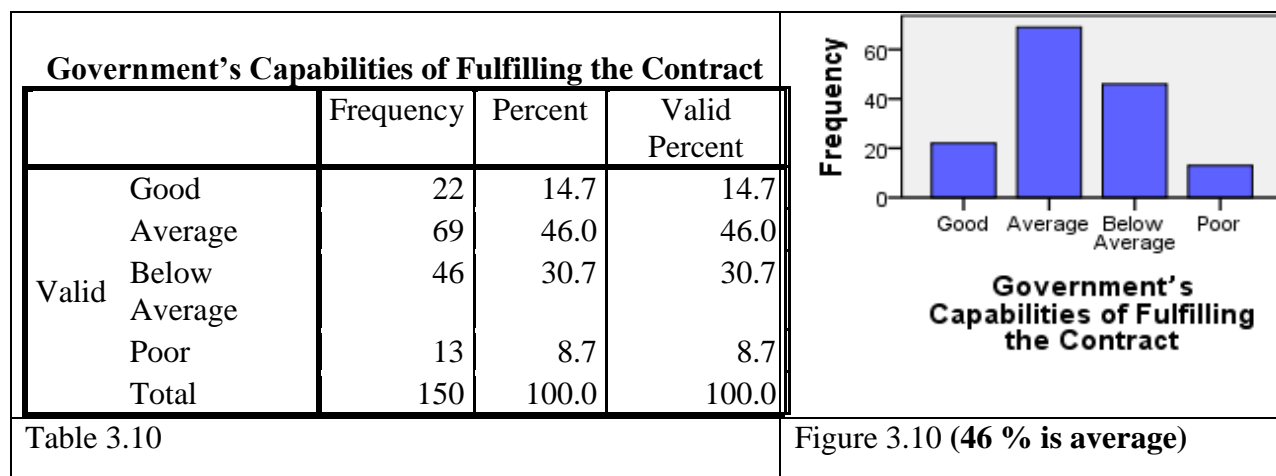 Government's Capabilities of Fulfilling the Contract
Frequency Percent Valid Percent
Valid
Good 22 14.7 14.7
Average 69 46.0 46.0
Below Average 46 30.7 30.7
Poor 13 8.7 8.7
Total 150 100.0 100.0
Table 3.10
Frequency
60
40
20
0
Good Average Below Average Poor
Government's
Capabilities of Fulfilling
the Contract
Figure 3.10 (46 % is average)